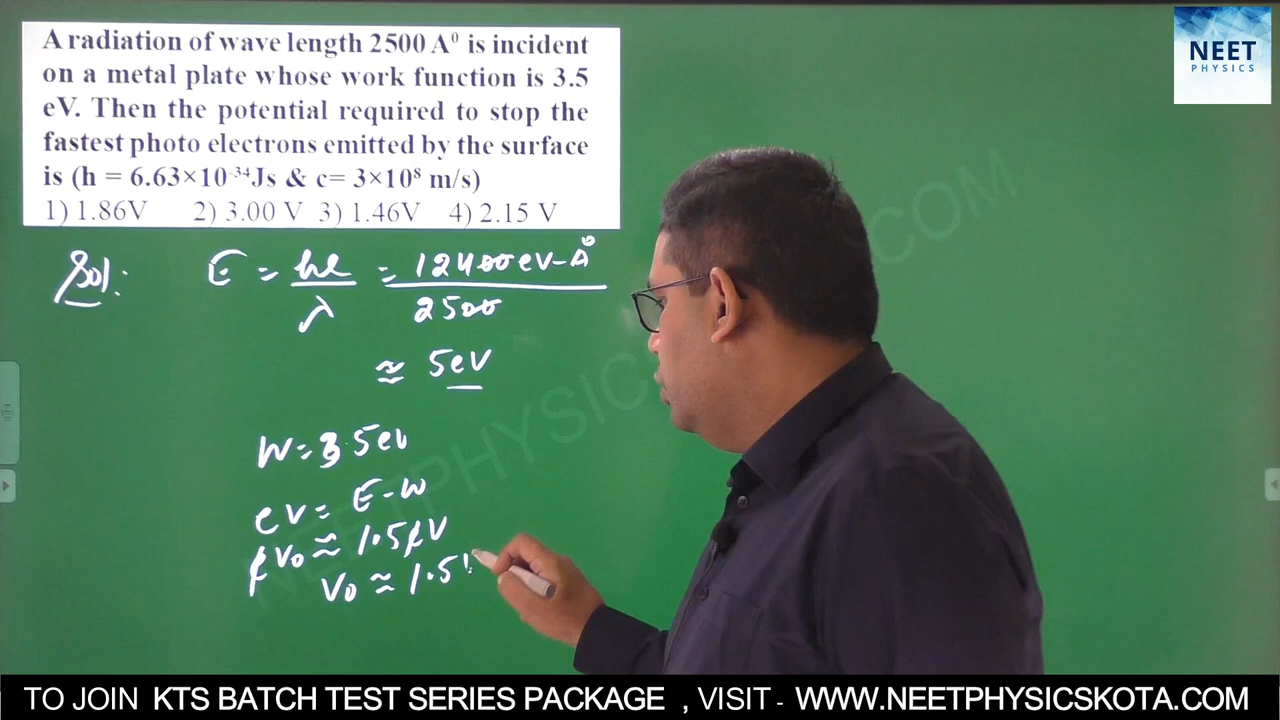 A radiation of wave length 2500 A⁰ is incident
on a metal plate whose work function is 3.5
eV. Then the potential required to stop the
fastest photo electrons emitted by the surface
is (h = 6.63×10⁻³⁴Js & c= 3×10⁸ m/s)
1) 1.86V 2) 3.00 V 3) 1.46V 4) 2.15 V
NEET
PHYSICS
Sol:
E = hc/λ = 12400 eV-A⁰/2500
≈ 5eV
W = 3.5eV
eV = E-W
eV₀ ≈ 1.5eV
V₀ ≈ 1.5V
NEETPHYSICSKOTA.COM
TO JOIN KTS BATCH TEST SERIES PACKAGE , VISIT - WWW.NEETPHYSICSKOTA.COM